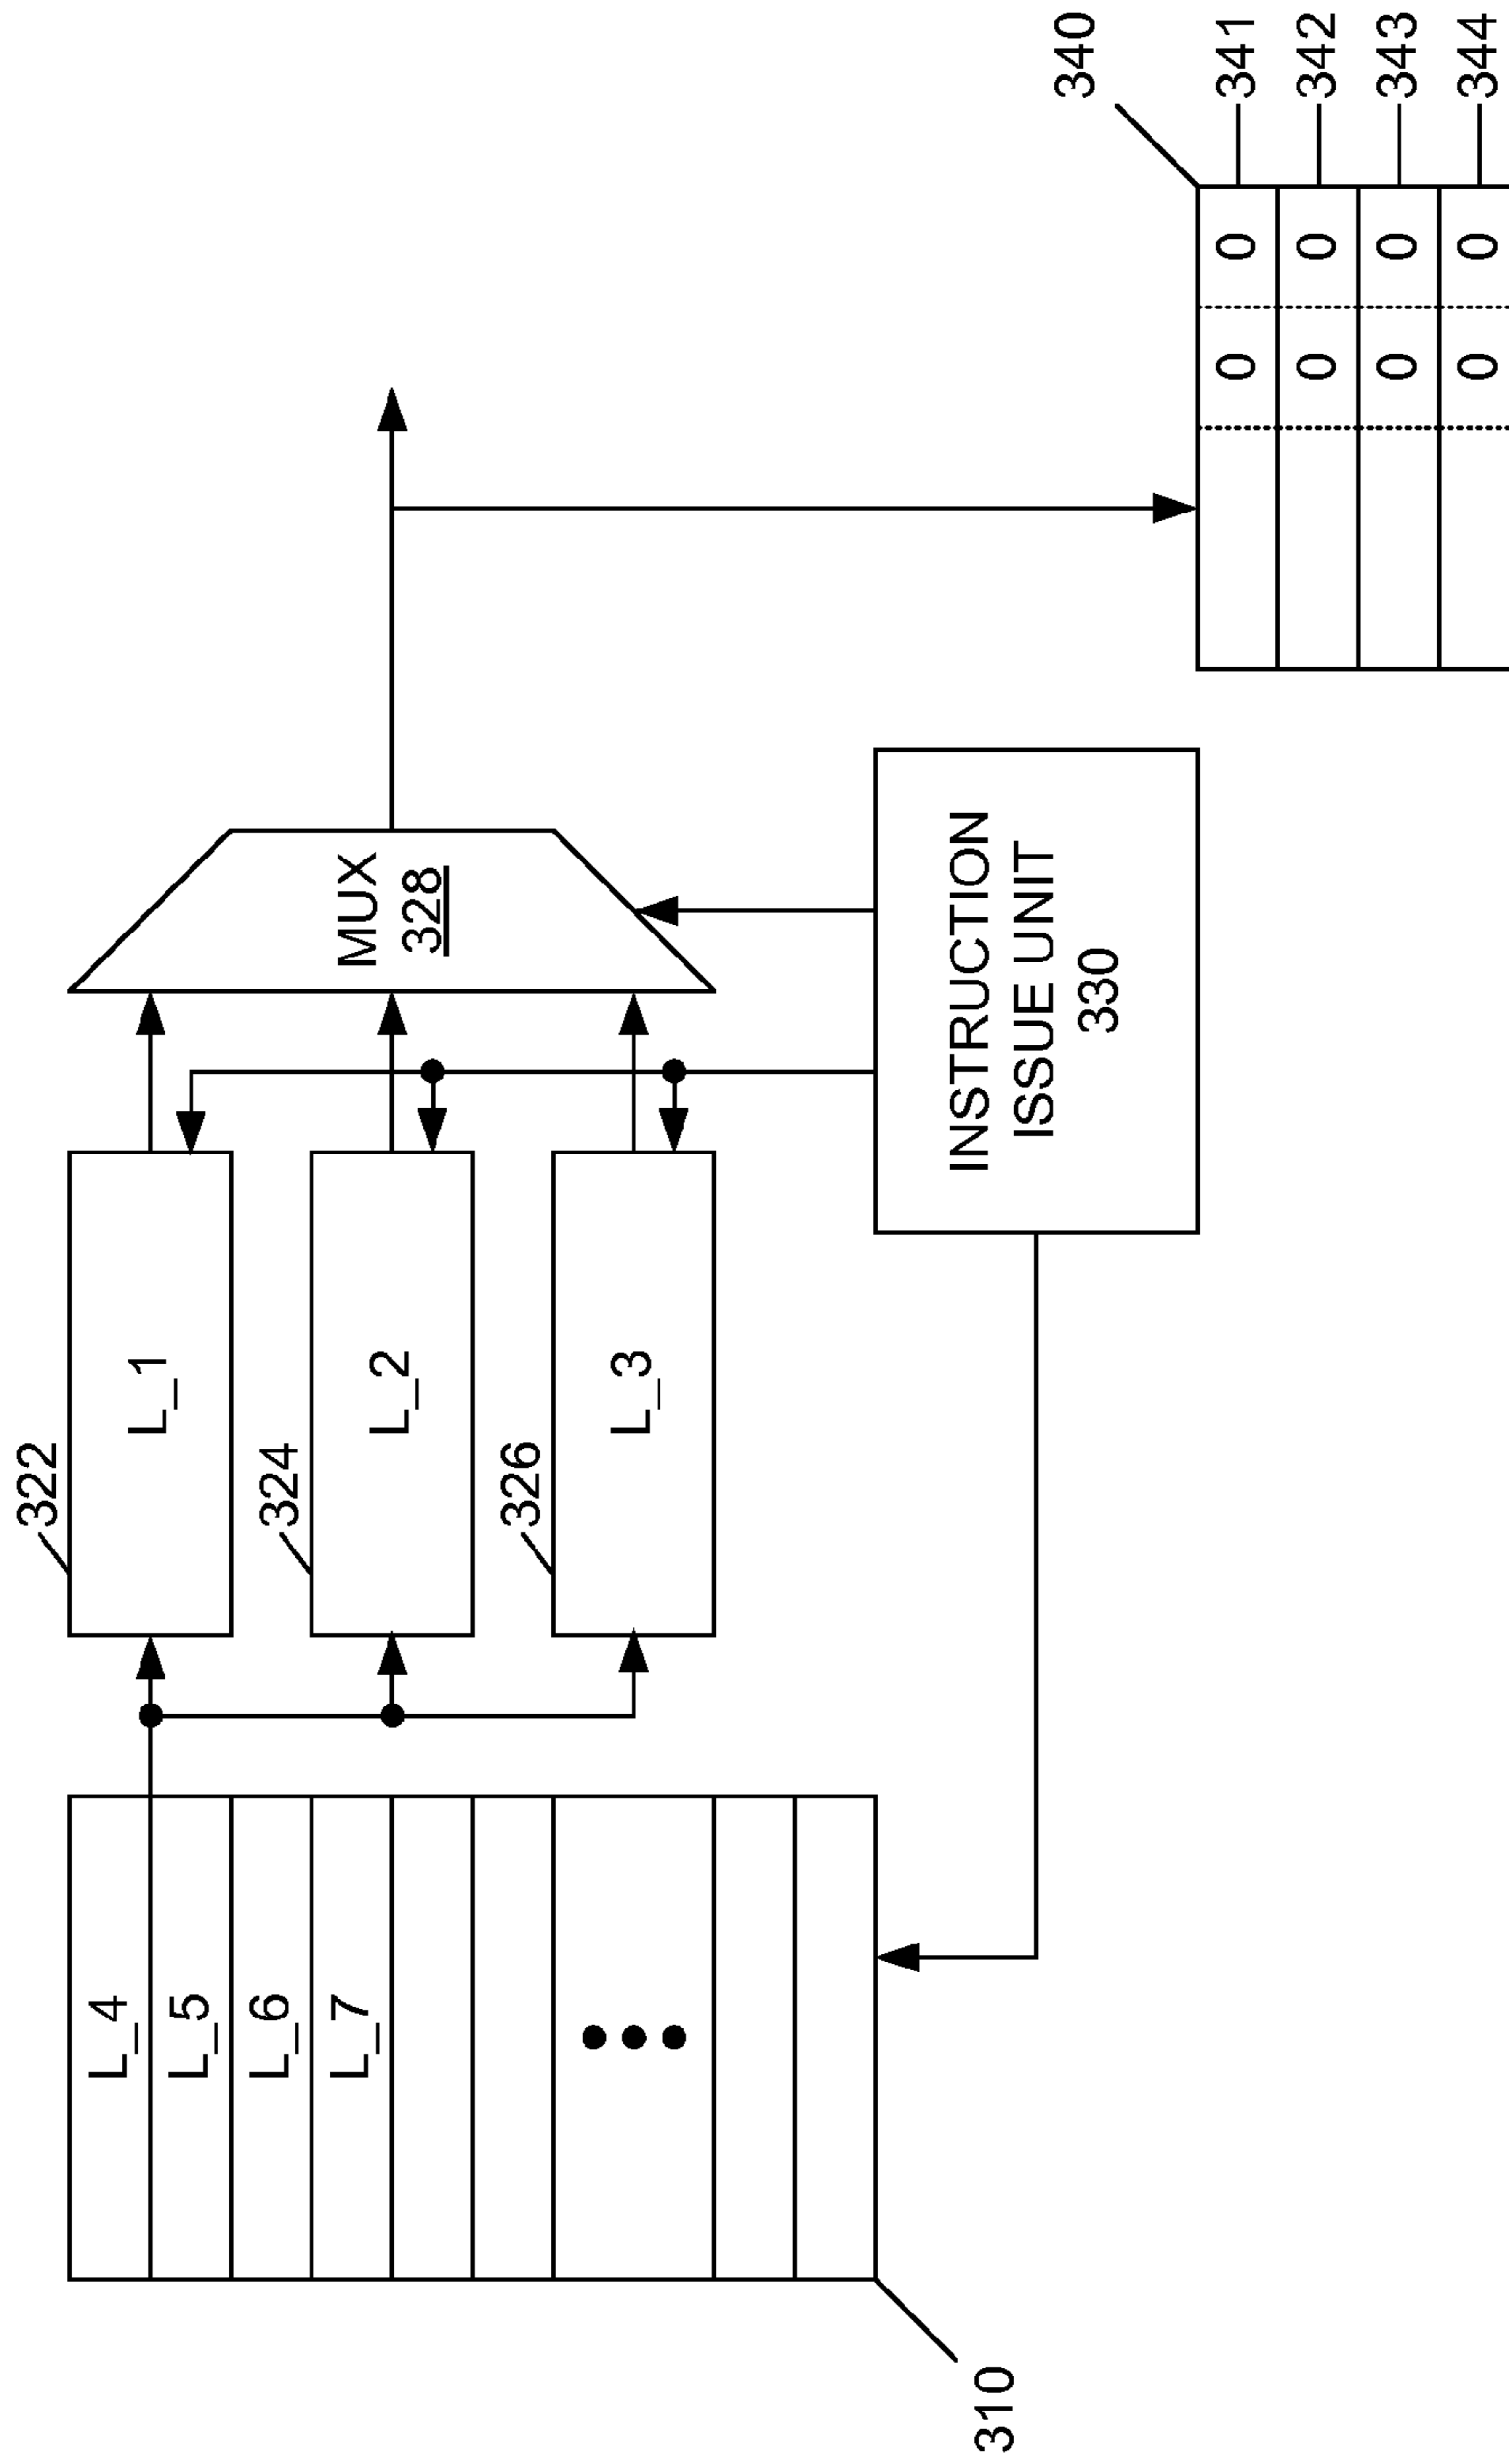 L_4
L_5
L_6
L_7
310
322
L_1
324
L_2
326
L_3
MUX
328
INSTRUCTION
ISSUE UNIT
330
340
0 0 341
0 0 342
0 0 343
0 0 344